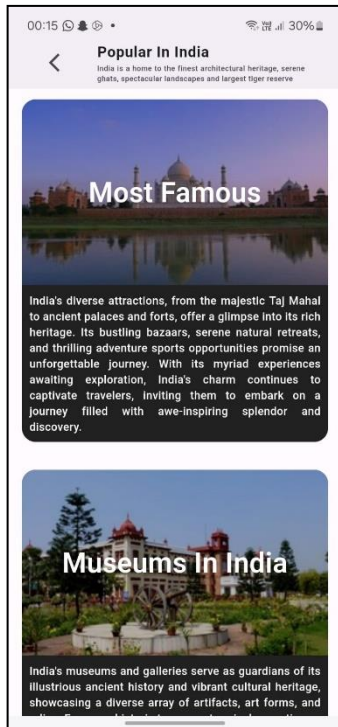 00:15
30%
Popular In India
India is a home to the finest architectural heritage, serene
ghats, spectacular landscapes and largest tiger reserve
Most Famous
India's diverse attractions, from the majestic Taj Mahal
to ancient palaces and forts, offer a glimpse into its rich
heritage. Its bustling bazaars, serene natural retreats,
and thrilling adventure sports opportunities promise an
unforgettable journey. With its myriad experiences
awaiting exploration, India's charm continues to
captivate travelers, inviting them to embark on a
journey filled with awe-inspiring splendor and
discovery.
Museums In India
India's museums and galleries serve as guardians of its
illustrious ancient history and vibrant cultural heritage,
showcasing a diverse array of artifacts, art forms, and